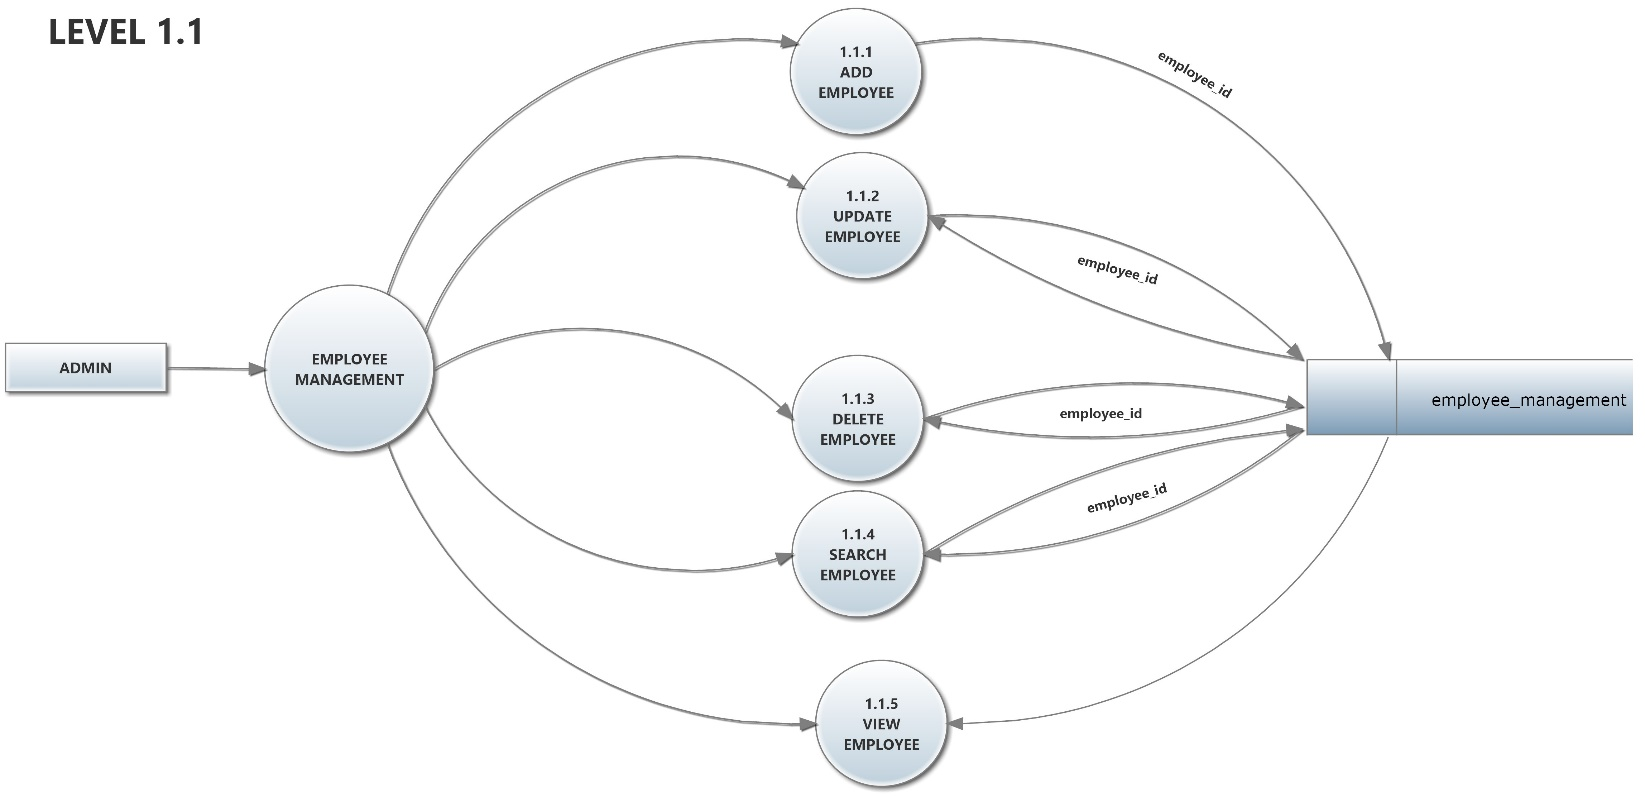 LEVEL 1.1
1.1.1
ADD
EMPLOYEE
employee_id
1.1.2
UPDATE
EMPLOYEE
employee_id
ADMIN
EMPLOYEE
MANAGEMENT
1.1.3
DELETE
EMPLOYEE
employee_id
employee_management
1.1.4
SEARCH
EMPLOYEE
employee_id
1.1.5
VIEW
EMPLOYEE